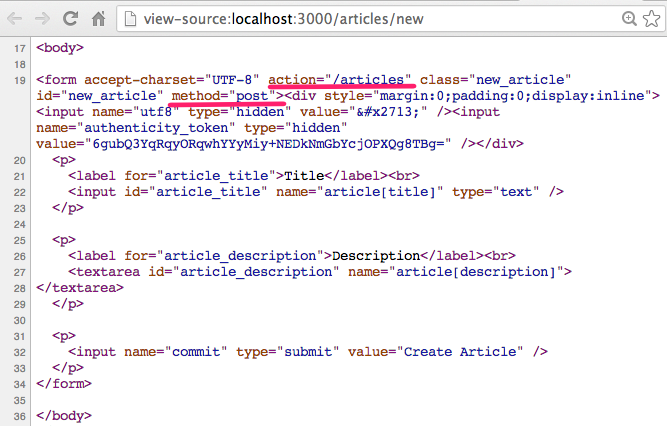 view-source:localhost:3000/articles/new
17 <body>
18
19 <form accept-charset="UTF-8" action="/articles" class="new_article"
id="new_article" method="post"><div style="margin:0;padding:0;display:inline">
<input name="utf8" type="hidden" value="&#x2713;" /><input
name="authenticity_token" type="hidden"
value="6gubQ3YqRqyORqwhYYyMiy+NEDkNmGbYcjOPXQg8TBg=" /></div>
20 <p>
21 <label for="article_title">Title</label><br>
22 <input id="article_title" name="article[title]" type="text" />
23 </p>
24
25 <p>
26 <label for="article_description">Description</label><br>
27 <textarea id="article_description" name="article[description]">
28 </textarea>
29 </p>
30
31 <p>
32 <input name="commit" type="submit" value="Create Article" />
33 </p>
34 </form>
35
36 </body>